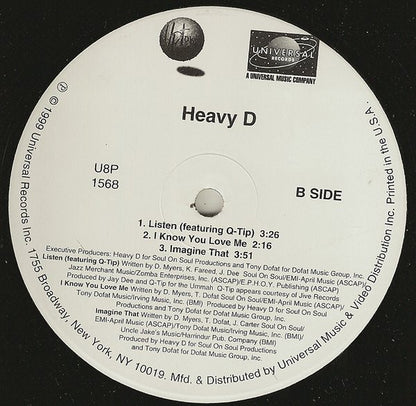 Uptown
UNIVERSAL
RECORDS
A UNIVERSAL MUSIC COMPANY
Heavy D
U8P
1568
B SIDE
1. Listen (featuring Q-Tip) 3:26
2. I Know You Love Me 2:16
3. Imagine That 3:51
Executive Producers: Heavy D for Soul On Soul Productions and Tony Dofat for Dofat Music Group, Inc.
Listen (featuring Q-Tip) Written by D. Myers, K. Fareed, J. Dee Soul On Soul/EMI-April Music (ASCAP)/
Jazz Merchant Music/Zomba Enterprises, Inc. (ASCAP)/E.P.H.O.Y. Publishing (ASCAP)
Produced by Jay Dee and Q-Tip for the Ummah Q-Tip appears courtesy of Jive Records
I Know You Love Me Written by D. Myers, T. Dofat Soul On Soul/EMI-April Music (ASCAP)/
Tony Dofat Music/Irving Music, Inc. (BMI) Produced by Heavy D for Soul On Soul
Productions and Tony Dofat for Dofat Music Group, Inc.
Imagine That Written by D. Myers, T. Dofat, J. Carter Soul On Soul/
EMI-April Music (ASCAP)/Tony Dofat Music/Irving Music, Inc. (BMI)/
Uncle Jake's Music/Harrindur Pub. Company (BMI)
Produced by Heavy D for Soul On Soul Productions
and Tony Dofat for Dofat Music Group, Inc.
℗ © 1999 Universal Records Inc. 1755 Broadway, New York, NY 10019. Mfd. & Distributed by Universal Music & Video Distribution Inc. Printed in the U.S.A.